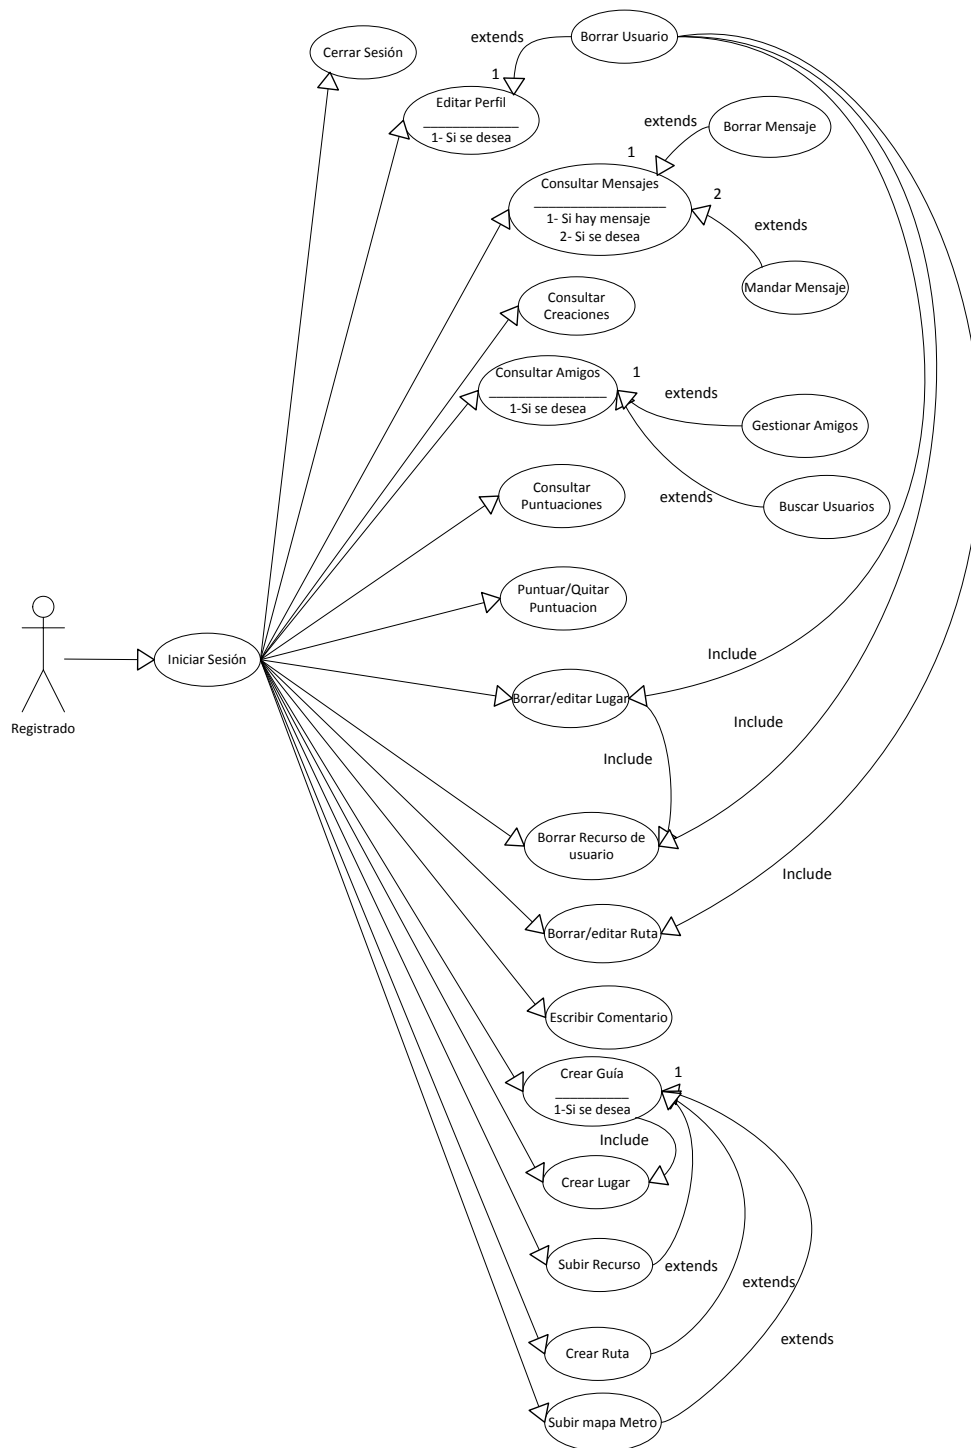 extends
Borrar Usuario
Cerrar Sesión
1
Editar Perfil
_____________
1- Si se desea
extends
Borrar Mensaje
1
Consultar Mensajes
__________________
1- Si hay mensaje
2- Si se desea
2
extends
Mandar Mensaje
Consultar
Creaciones
Consultar Amigos
________________
1-Si se desea
1
extends
Gestionar Amigos
Consultar
Puntuaciones
extends
Buscar Usuarios
Puntuar/Quitar
Puntuacion
Registrado
Iniciar Sesión
Include
Borrar/editar Lugar
Include
Include
Borrar Recurso de
usuario
Include
Borrar/editar Ruta
Escribir Comentario
Crear Guía
__________
1-Si se desea
1
Include
Crear Lugar
Subir Recurso
extends
extends
Crear Ruta
extends
Subir mapa Metro